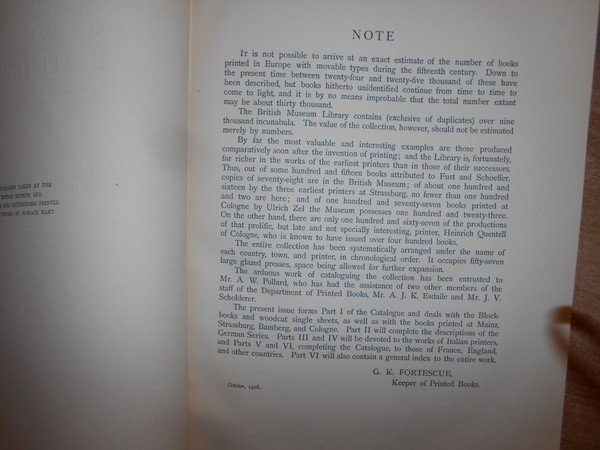 NOTE
It is not possible to arrive at an exact estimate of the number of books
printed in Europe with movable types during the fifteenth century. Down to
the present time between twenty-four and twenty-five thousand of these have
been described, but books hitherto unidentified continue from time to time to
come to light, and it is by no means improbable that the total number extant
may be about thirty thousand.
The British Museum Library contains (exclusive of duplicates) over nine
thousand incunabula. The value of the collection, however, should not be estimated
merely by numbers.
By far the most valuable and interesting examples are those produced
comparatively soon after the invention of printing; and the Library is, fortunately,
far richer in the works of the earliest printers than in those of their successors.
Thus, out of some hundred and fifteen books attributed to Fust and Schoeffer,
copies of seventy-eight are in the British Museum; of about one hundred and
sixteen by the three earliest printers at Strassburg, no fewer than one hundred
and two are here; and of one hundred and seventy-seven books printed at
Cologne by Ulrich Zel the Museum possesses one hundred and twenty-three.
On the other hand, there are only one hundred and sixty-seven of the productions
of that prolific, but late and not specially interesting, printer, Heinrich Quentell
of Cologne, who is known to have issued over four hundred books.
The entire collection has been systematically arranged under the name of
each country, town, and printer, in chronological order. It occupies fifty-seven
large glazed presses, space being allowed for further expansion.
The arduous work of cataloguing the collection has been entrusted to
Mr. A. W. Pollard, who has had the assistance of two other members of the
staff of the Department of Printed Books, Mr. A. J. K. Esdaile and Mr. J. V.
Scholderer.
The present issue forms Part I of the Catalogue and deals with the Block-
books and woodcut single sheets, as well as with the books printed at Mainz,
Strassburg, Bamberg, and Cologne. Part II will complete the descriptions of the
German Series. Parts III and IV will be devoted to the works of Italian printers,
and Parts V and VI, completing the Catalogue, to those of France, England,
and other countries. Part VI will also contain a general index to the entire work.
G. K. FORTESCUE,
Keeper of Printed Books.
October, 1908.
TAKEN AT THE
BRITISH MUSEUM AND
AND LETTERPRESS PRINTED
BY HORACE HART